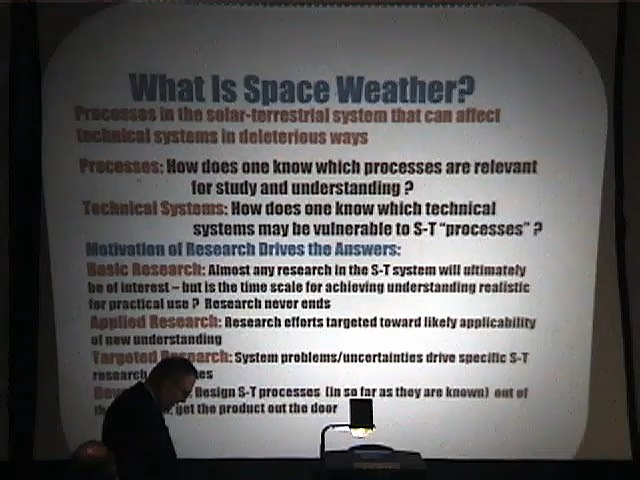 What Is Space Weather?
Processes in the solar-terrestrial system that can affect
technical systems in deleterious ways
Processes: How does one know which processes are relevant
for study and understanding ?
Technical Systems: How does one know which technical
systems may be vulnerable to S-T "processes" ?
Motivation of Research Drives the Answers:
Basic Research: Almost any research in the S-T system will ultimately
be of interest – but is the time scale for achieving understanding realistic
for practical use ? Research never ends
Applied Research: Research efforts targeted toward likely applicability
of new understanding
Targeted Research: System problems/uncertainties drive specific S-T
research
Design S-T processes (in so far as they are known) out of
get the product out the door